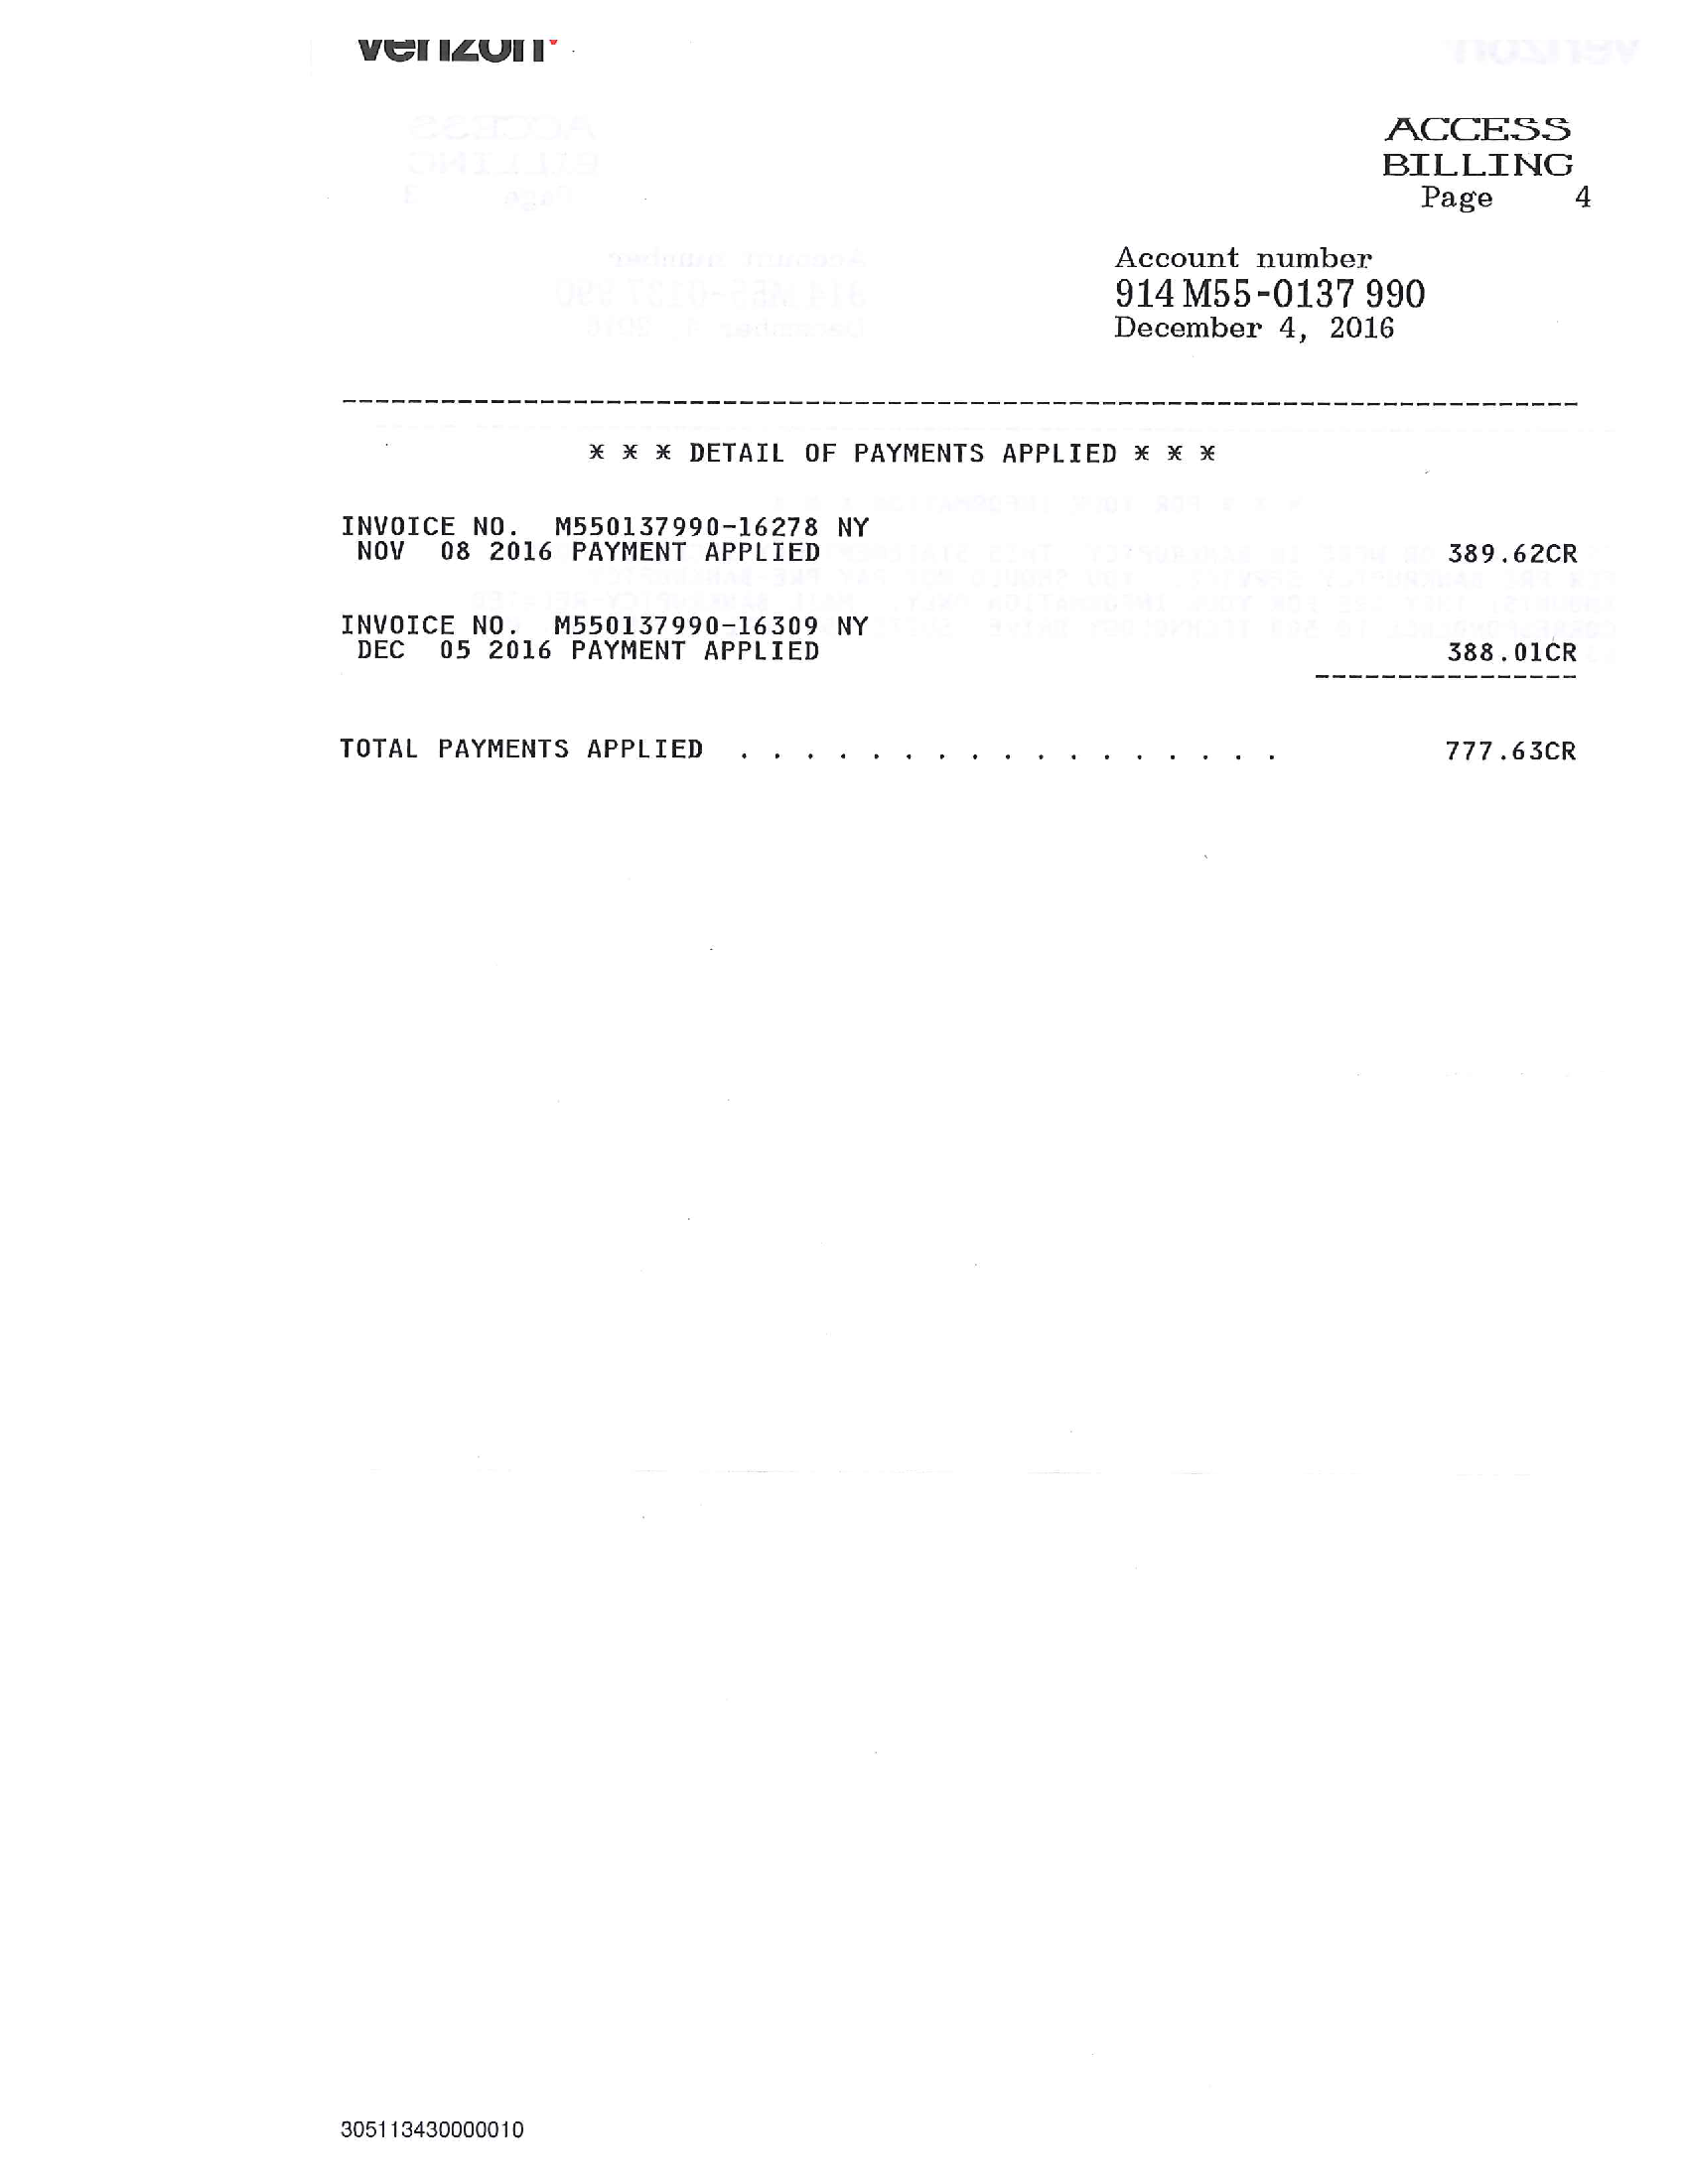 verizon
ACCESS
BILLING
Page 4
Account number
914 M55-0137 990
December 4, 2016
* * * DETAIL OF PAYMENTS APPLIED * * *
INVOICE NO. M550137990-16278 NY
NOV 08 2016 PAYMENT APPLIED 389.62CR
INVOICE NO. M550137990-16309 NY
DEC 05 2016 PAYMENT APPLIED 388.01CR
TOTAL PAYMENTS APPLIED . . . . . . . . . . . . . . . . . 777.63CR
305113430000010